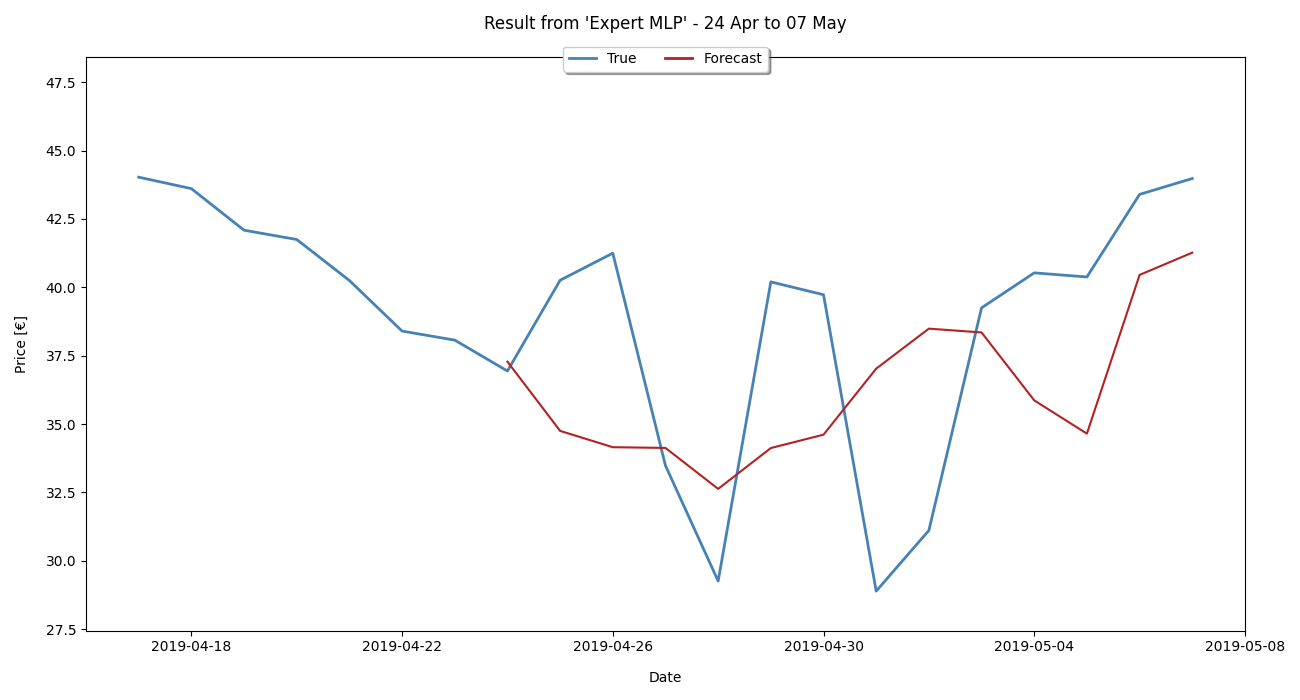 Result from 'Expert MLP' - 24 Apr to 07 May
True Forecast
47.5
45.0
42.5
40.0
37.5
35.0
32.5
30.0
27.5
Price [€]
2019-04-18 2019-04-22 2019-04-26 2019-04-30 2019-05-04 2019-05-08
Date